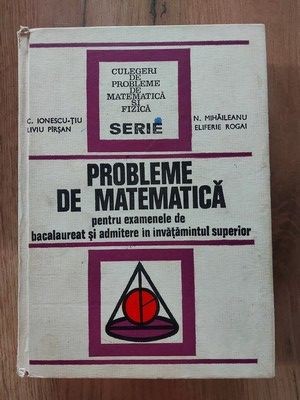 CULEGERI DE
PROBLEME DE
MATEMATICĂ
ȘI
FIZICĂ
SERIE
C. IONESCU-ȚIU
LIVIU PÎRȘAN
N. MIHĂILEANU
ELIFERIE ROGAI
PROBLEME
DE MATEMATICĂ
pentru examenele de
bacalaureat și admitere în învățămîntul superior